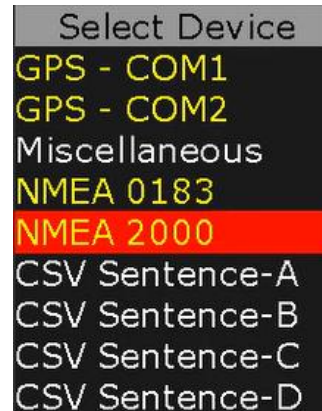 Select Device
GPS - COM1
GPS - COM2
Miscellaneous
NMEA 0183
NMEA 2000
CSV Sentence-A
CSV Sentence-B
CSV Sentence-C
CSV Sentence-D